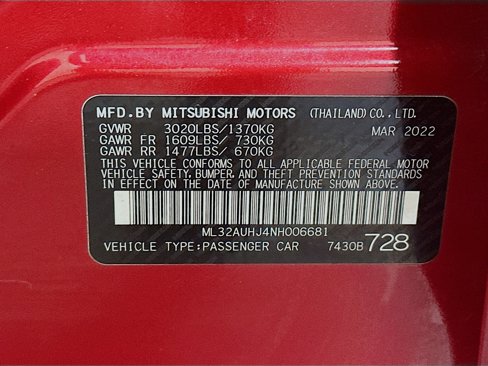 MFD.BY MITSUBISHI MOTORS (THAILAND)CO.,LTD.
GVWR 3020LBS/1370KG MAR 2022
GAWR FR 1609LBS/ 730KG
GAWR RR 1477LBS/ 670KG
THIS VEHICLE CONFORMS TO ALL APPLICABLE FEDERAL MOTOR
VEHICLE SAFETY, BUMPER, AND THEFT PREVENTION STANDARDS
IN EFFECT ON THE DATE OF MANUFACTURE SHOWN ABOVE.
ML32AUHJ4NH006681
VEHICLE TYPE:PASSENGER CAR 7430B 728